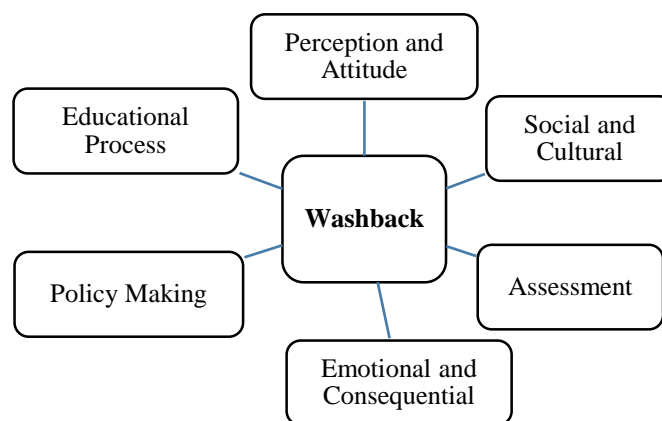 Perception and
Attitude
Educational
Process
Social and
Cultural
Washback
Policy Making
Assessment
Emotional and
Consequential